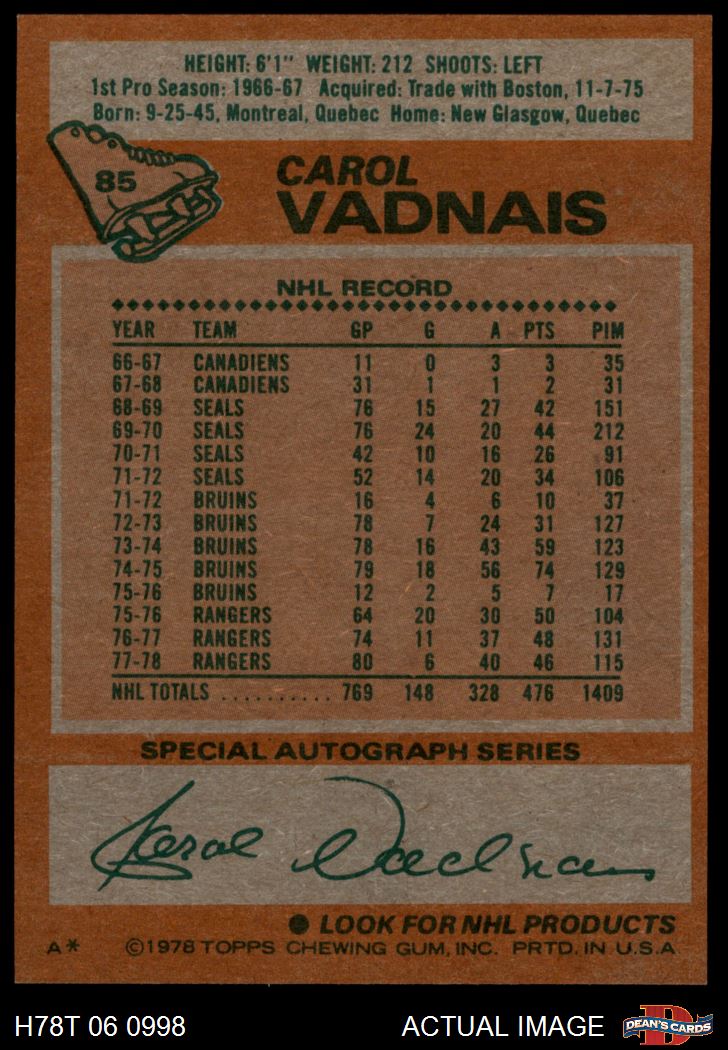 HEIGHT: 6'1" WEIGHT: 212 SHOOTS: LEFT
1st Pro Season: 1966-67 Acquired: Trade with Boston, 11-7-75
Born: 9-25-45, Montreal, Quebec Home: New Glasgow, Quebec
85
CAROL
VADNAIS
NHL RECORD
YEAR TEAM GP G A PTS PIM
66-67 CANADIENS 11 0 3 3 35
67-68 CANADIENS 31 1 1 2 31
68-69 SEALS 76 15 27 42 151
69-70 SEALS 76 24 20 44 212
70-71 SEALS 42 10 16 26 91
71-72 SEALS 52 14 20 34 106
71-72 BRUINS 16 4 6 10 37
72-73 BRUINS 78 7 24 31 127
73-74 BRUINS 78 16 43 59 123
74-75 BRUINS 79 18 56 74 129
75-76 BRUINS 12 2 5 7 17
75-76 RANGERS 64 20 30 50 104
76-77 RANGERS 74 11 37 48 131
77-78 RANGERS 80 6 40 46 115
NHL TOTALS .......... 769 148 328 476 1409
SPECIAL AUTOGRAPH SERIES
Carol Vadnais
● LOOK FOR NHL PRODUCTS
A* ©1978 TOPPS CHEWING GUM, INC. PRTD. IN U.S.A
H78T 06 0998 ACTUAL IMAGE D DEAN'S CARDS